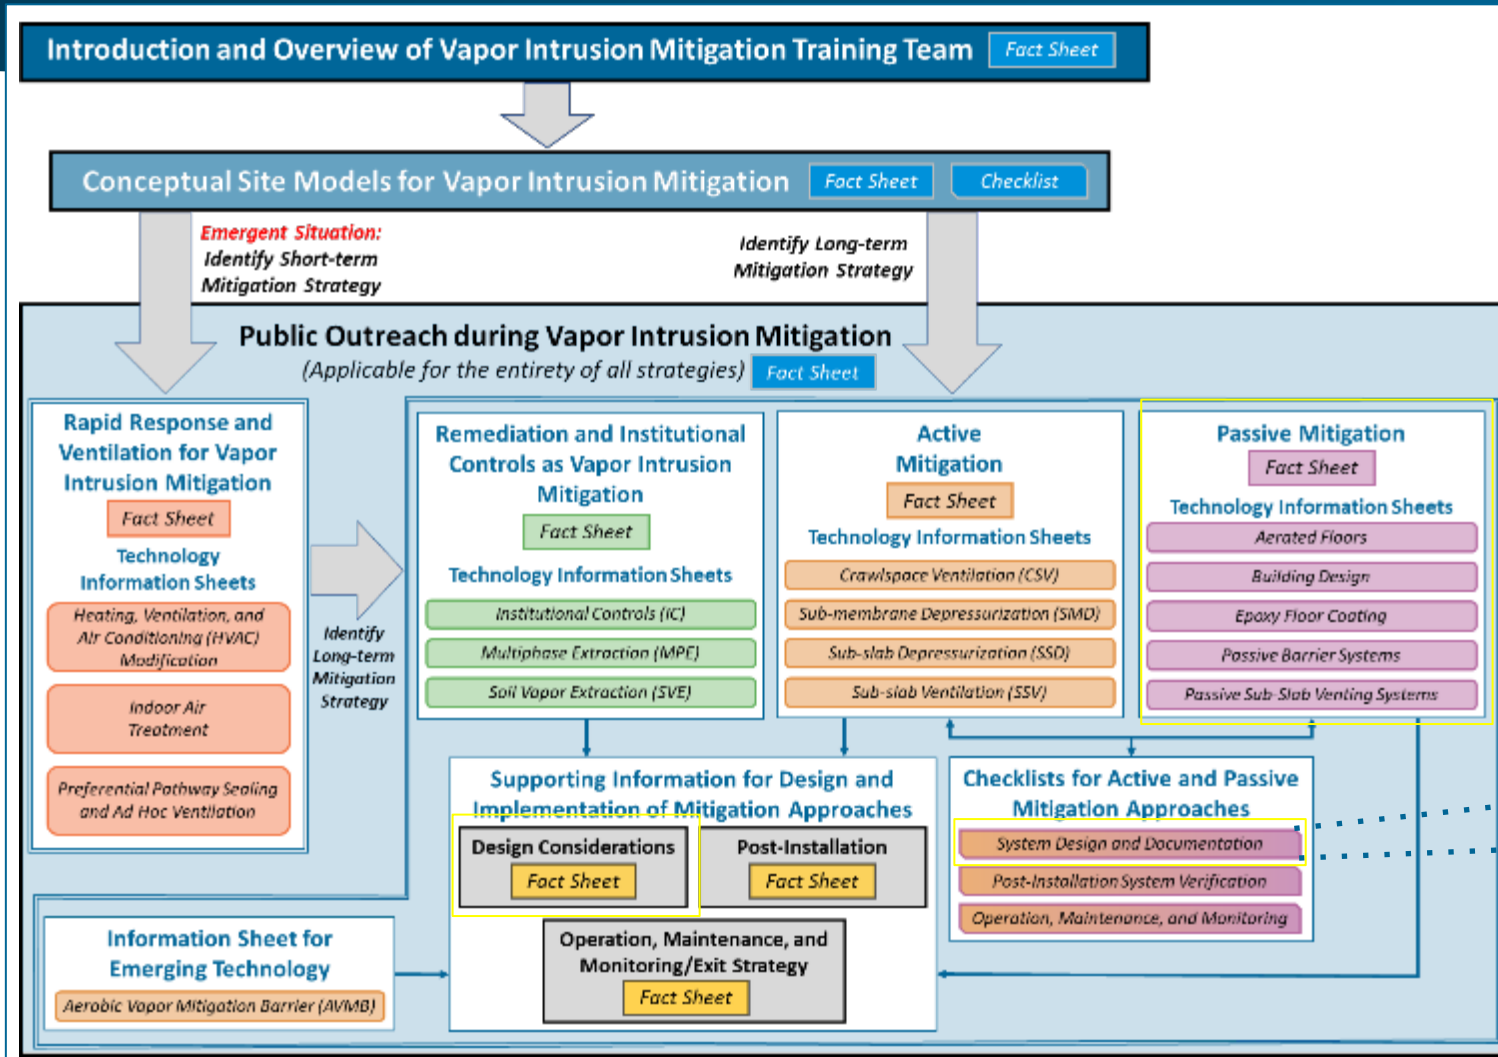 Introduction and Overview of Vapor Intrusion Mitigation Training Team
Fact Sheet
Conceptual Site Models for Vapor Intrusion Mitigation
Fact Sheet
Checklist
Emergent Situation:
Identify Short-term
Mitigation Strategy
Identify Long-term
Mitigation Strategy
Public Outreach during Vapor Intrusion Mitigation
(Applicable for the entirety of all strategies)
Fact Sheet
Rapid Response and
Ventilation for Vapor
Intrusion Mitigation
Fact Sheet
Technology
Information Sheets
Heating, Ventilation, and
Air Conditioning (HVAC)
Modification
Indoor Air
Treatment
Preferential Pathway Sealing
and Ad Hoc Ventilation
Identify
Long-term
Mitigation
Strategy
Remediation and Institutional
Controls as Vapor Intrusion
Mitigation
Fact Sheet
Technology Information Sheets
Institutional Controls (IC)
Multiphase Extraction (MPE)
Soil Vapor Extraction (SVE)
Active
Mitigation
Fact Sheet
Technology Information Sheets
Crawlspace Ventilation (CSV)
Sub-membrane Depressurization (SMD)
Sub-slab Depressurization (SSD)
Sub-slab Ventilation (SSV)
Passive Mitigation
Fact Sheet
Technology Information Sheets
Aerated Floors
Building Design
Epoxy Floor Coating
Passive Barrier Systems
Passive Sub-Slab Venting Systems
Supporting Information for Design and
Implementation of Mitigation Approaches
Design Considerations
Fact Sheet
Post-Installation
Fact Sheet
Operation, Maintenance, and
Monitoring/Exit Strategy
Fact Sheet
Checklists for Active and Passive
Mitigation Approaches
System Design and Documentation
Post-Installation System Verification
Operation, Maintenance, and Monitoring
Information Sheet for
Emerging Technology
Aerobic Vapor Mitigation Barrier (AVMB)